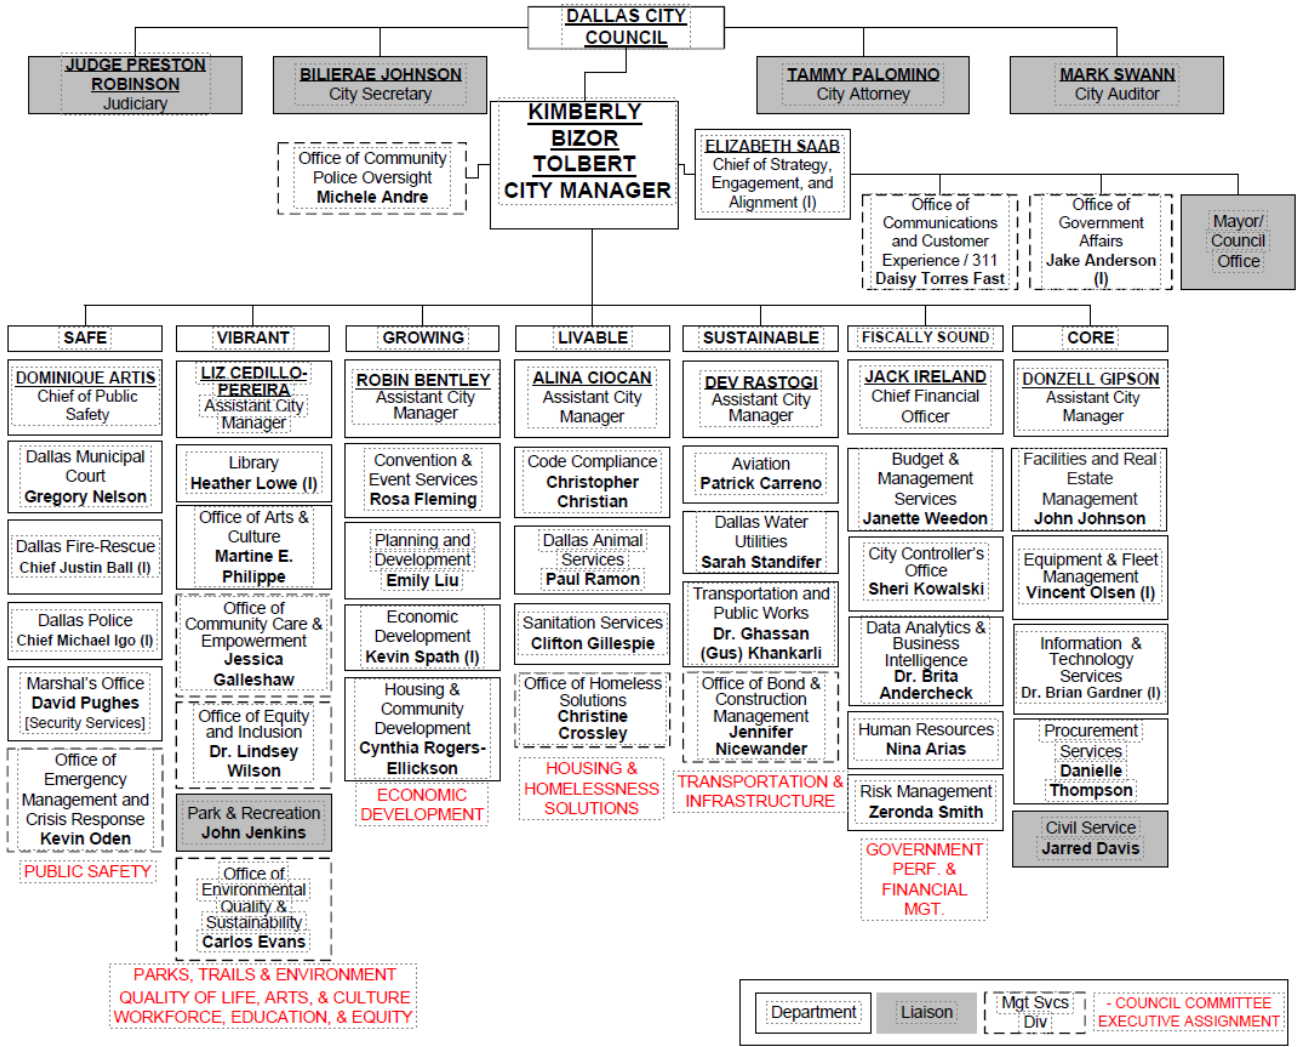 DALLAS CITY
COUNCIL
JUDGE PRESTON
ROBINSON
Judiciary
BILIERAE JOHNSON
City Secretary
TAMMY PALOMINO
City Attorney
MARK SWANN
City Auditor
KIMBERLY
BIZOR
TOLBERT
CITY MANAGER
Office of Community
Police Oversight
Michele Andre
ELIZABETH SAAB
Chief of Strategy,
Engagement, and
Alignment (I)
Office of
Communications
and Customer
Experience / 311
Daisy Torres Fast
Office of
Government
Affairs
Jake Anderson
(I)
Mayor/
Council
Office
SAFE
DOMINIQUE ARTIS
Chief of Public
Safety
Dallas Municipal
Court
Gregory Nelson
Dallas Fire-Rescue
Chief Justin Ball (I)
Dallas Police
Chief Michael Igo (I)
Marshal's Office
David Pughes
[Security Services]
Office of
Emergency
Management and
Crisis Response
Kevin Oden
PUBLIC SAFETY
VIBRANT
LIZ CEDILLO-
PEREIRA
Assistant City
Manager
Library
Heather Lowe (I)
Office of Arts &
Culture
Martine E.
Philippe
Office of
Community Care &
Empowerment
Jessica
Galleshaw
Office of Equity
and Inclusion
Dr. Lindsey
Wilson
Park & Recreation
John Jenkins
Office of
Environmental
Quality &
Sustainability
Carlos Evans
PARKS, TRAILS & ENVIRONMENT
QUALITY OF LIFE, ARTS, & CULTURE
WORKFORCE, EDUCATION, & EQUITY
GROWING
ROBIN BENTLEY
Assistant City
Manager
Convention &
Event Services
Rosa Fleming
Planning and
Development
Emily Liu
Economic
Development
Kevin Spath (I)
Housing &
Community
Development
Cynthia Rogers-
Ellickson
ECONOMIC
DEVELOPMENT
LIVABLE
ALINA CIOCAN
Assistant City
Manager
Code Compliance
Christopher
Christian
Dallas Animal
Services
Paul Ramon
Sanitation Services
Clifton Gillespie
Office of Homeless
Solutions
Christine
Crossley
HOUSING &
HOMELESSNESS
SOLUTIONS
SUSTAINABLE
DEV RASTOGI
Assistant City
Manager
Aviation
Patrick Carreno
Dallas Water
Utilities
Sarah Standifer
Transportation and
Public Works
Dr. Ghassan
(Gus) Khankarli
Office of Bond &
Construction
Management
Jennifer
Nicewander
TRANSPORTATION &
INFRASTRUCTURE
FISCALLY SOUND
JACK IRELAND
Chief Financial
Officer
Budget &
Management
Services
Janette Weedon
City Controller's
Office
Sheri Kowalski
Data Analytics &
Business
Intelligence
Dr. Brita
Andercheck
Human Resources
Nina Arias
Risk Management
Zeronda Smith
GOVERNMENT
PERF. &
FINANCIAL
MGT.
CORE
DONZELL GIPSON
Assistant City
Manager
Facilities and Real
Estate
Management
John Johnson
Equipment & Fleet
Management
Vincent Olsen (I)
Information &
Technology
Services
Dr. Brian Gardner (I)
Procurement
Services
Danielle
Thompson
Civil Service
Jarred Davis
Department
Liaison
Mgt Svcs
Div
- COUNCIL COMMITTEE
EXECUTIVE ASSIGNMENT